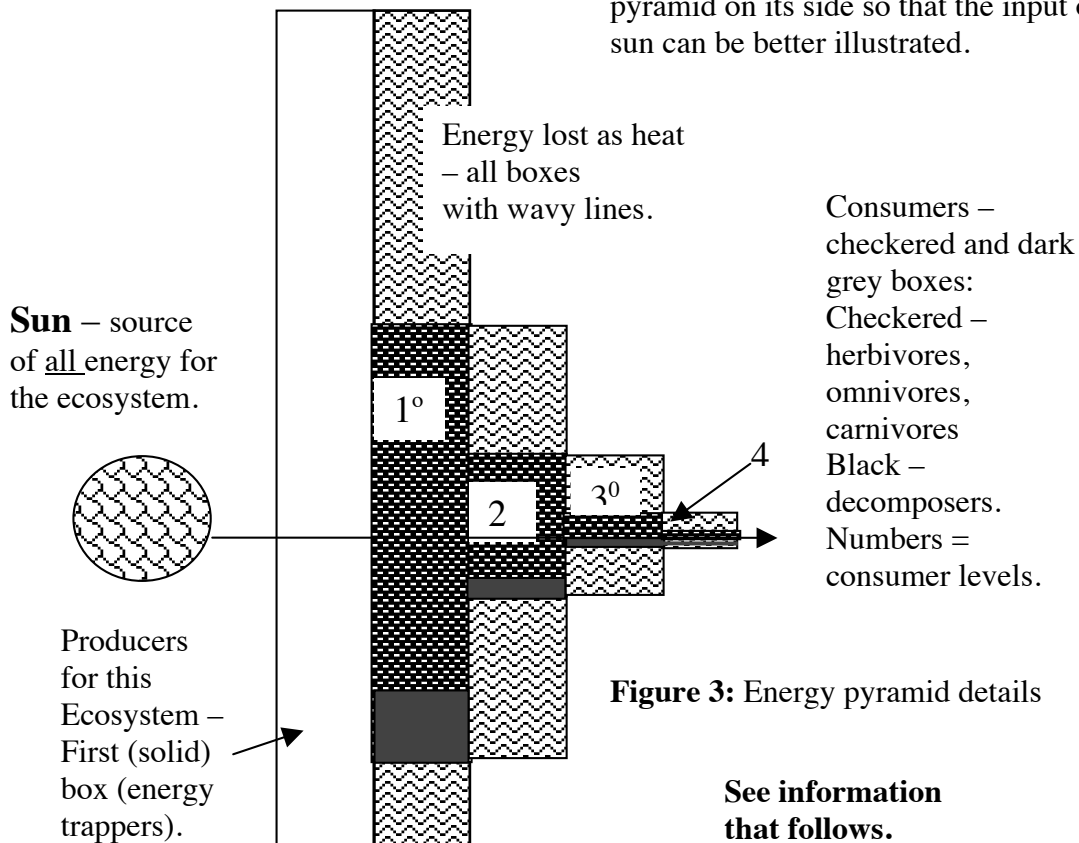 pyramid on its side so that the input
sun can be better illustrated.
Energy lost as heat
– all boxes
with wavy lines.
Consumers –
checkered and dark
grey boxes:
Checkered –
herbivores,
omnivores,
carnivores
Black –
decomposers.
Numbers =
consumer levels.
Sun – source
of all energy for
the ecosystem.
1º
2
3⁰
4
Producers
for this
Ecosystem –
First (solid)
box (energy
trappers).
Figure 3: Energy pyramid details
See information
that follows.